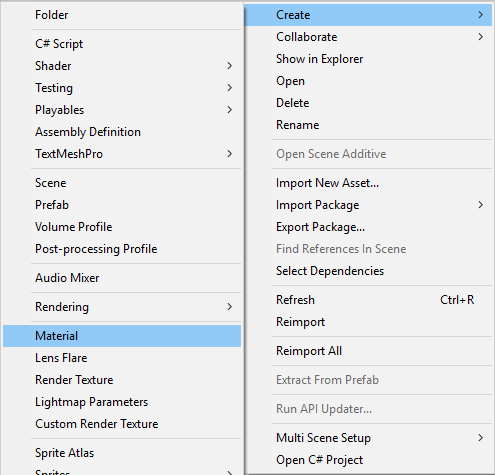 Folder
C# Script
Shader
Testing
Playables
Assembly Definition
TextMeshPro
Scene
Prefab
Volume Profile
Post-processing Profile
Audio Mixer
Rendering
Material
Lens Flare
Render Texture
Lightmap Parameters
Custom Render Texture
Sprite Atlas
Sprites
Create
Collaborate
Show in Explorer
Open
Delete
Rename
Open Scene Additive
Import New Asset...
Import Package
Export Package...
Find References In Scene
Select Dependencies
Refresh Ctrl+R
Reimport
Reimport All
Extract From Prefab
Run API Updater...
Multi Scene Setup
Open C# Project